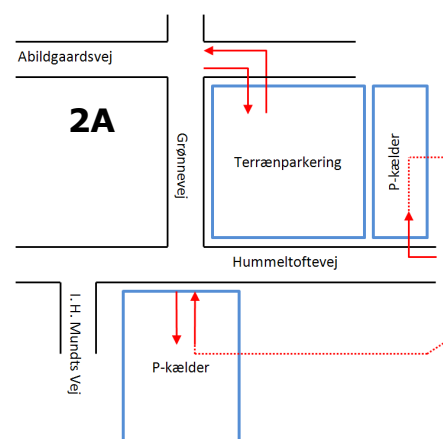 Abildgaardsvej
2A
Grønnevej
Terrænparkering
P-kælder
Hummeltoftevej
I. H. Mundts Vej
P-kælder